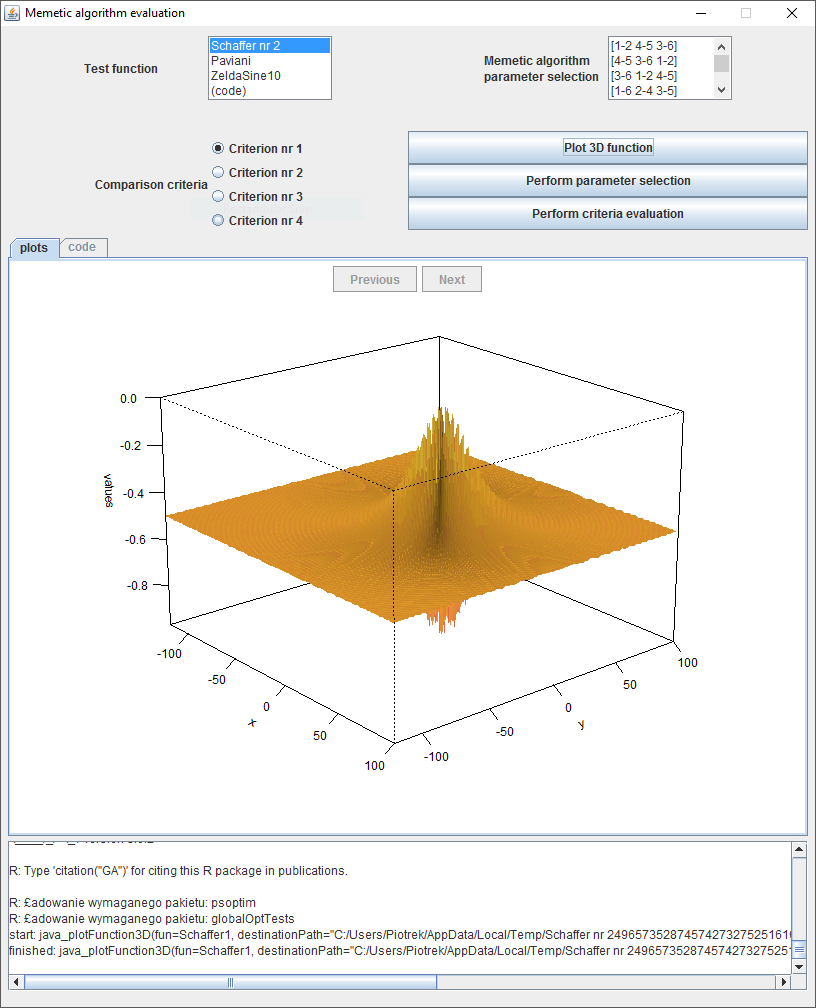 Memetic algorithm evaluation
Test function
Schaffer nr 2
Paviani
ZeldaSine10
(code)
Memetic algorithm
parameter selection
[1-2 4-5 3-6]
[4-5 3-6 1-2]
[3-6 1-2 4-5]
[1-6 2-4 3-5]
Comparison criteria
Criterion nr 1
Criterion nr 2
Criterion nr 3
Criterion nr 4
Plot 3D function
Perform parameter selection
Perform criteria evaluation
plots
code
Previous
Next
0.0
-0.2
-0.4
-0.6
-0.8
values
-100
-50
0
50
100
x
-100
-50
0
50
100
y
R: Type 'citation("GA")' for citing this R package in publications.
R: £adowanie wymaganego pakietu: psoptim
R: £adowanie wymaganego pakietu: globalOptTests
start: java_plotFunction3D(fun=Schaffer1, destinationPath="C:/Users/Piotrek/AppData/Local/Temp/Schaffer nr 2496573528745742732752516
finished: java_plotFunction3D(fun=Schaffer1, destinationPath="C:/Users/Piotrek/AppData/Local/Temp/Schaffer nr 249657352874574273275251